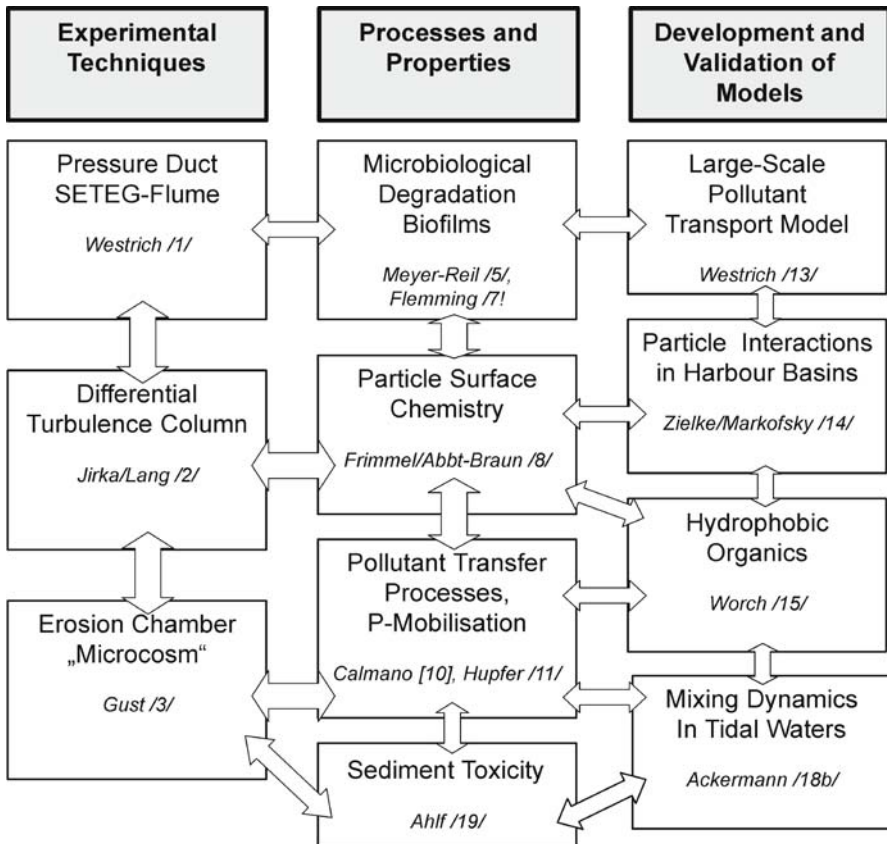 Experimental
Techniques
Processes and
Properties
Development and
Validation of
Models
Pressure Duct
SETEG-Flume
Westrich /1/
Microbiological
Degradation
Biofilms
Meyer-Reil /5/,
Flemming /7!
Large-Scale
Pollutant
Transport Model
Westrich /13/
Differential
Turbulence Column
Jirka/Lang /2/
Particle Surface
Chemistry
Frimmel/Abbt-Braun /8/
Particle Interactions
in Harbour Basins
Zielke/Markofsky /14/
Hydrophobic
Organics
Worch /15/
Erosion Chamber
„Microcosm“
Gust /3/
Pollutant Transfer
Processes,
P-Mobilisation
Calmano [10], Hupfer /11/
Mixing Dynamics
In Tidal Waters
Ackermann /18b/
Sediment Toxicity
Ahlf /19/